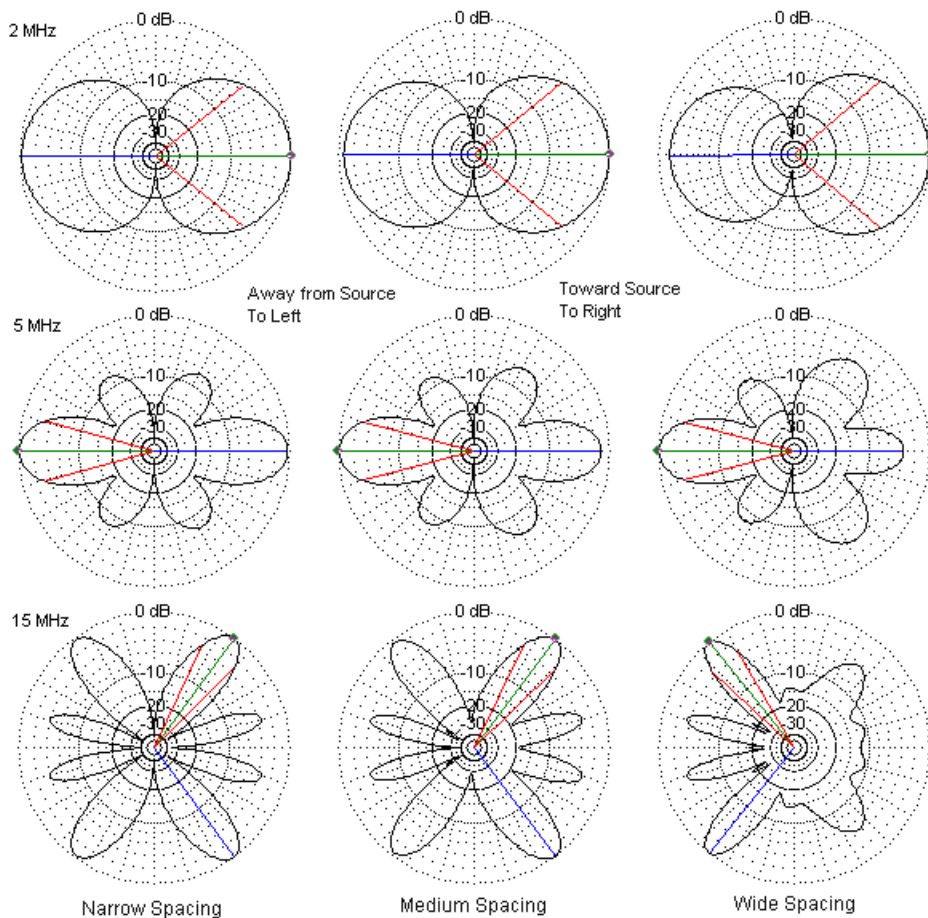 2 MHz
0 dB 0 dB 0 dB
-10 -10 -10
20 20 20
30 30 30
Away from Source
To Left
Toward Source
To Right
5 MHz
0 dB 0 dB 0 dB
-10 -10 -10
20 20 20
30 30 30
15 MHz
0 dB 0 dB 0 dB
-10 -10 -10
20 20 20
30 30 30
Narrow Spacing
Medium Spacing
Wide Spacing